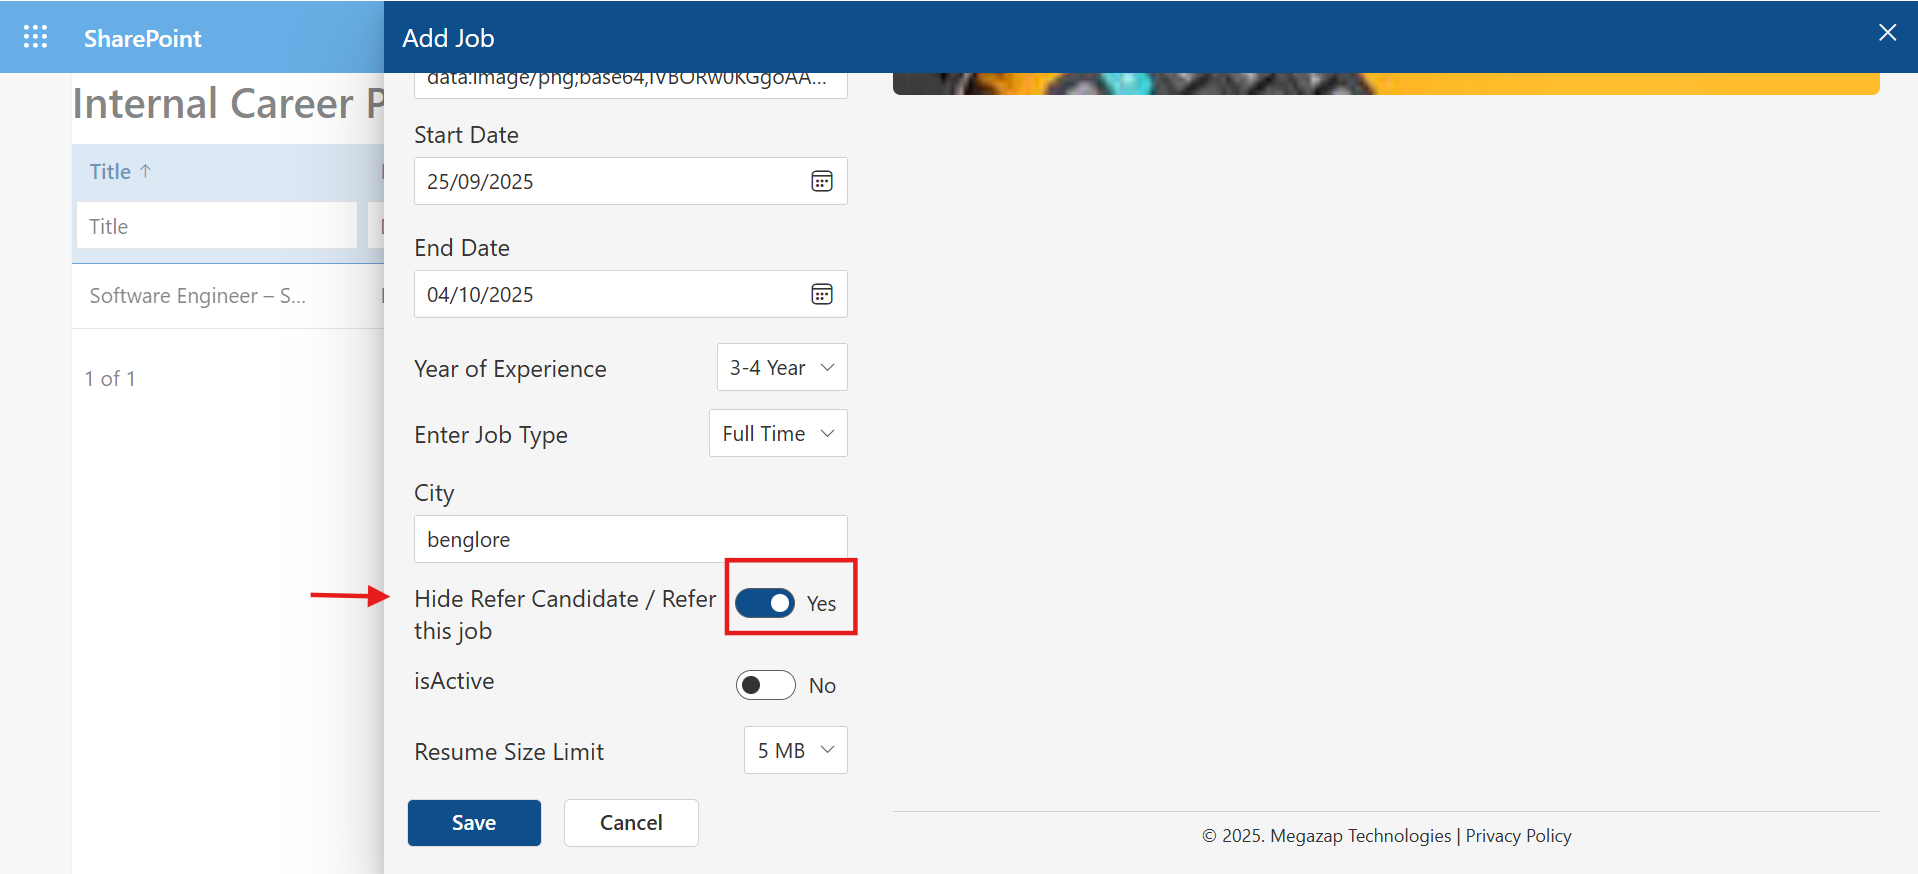 SharePoint
Add Job
Internal Career P
data:image/png;base64,iVBORw0KGgoAA...
Title ↑
Title
Software Engineer – S...
1 of 1
Start Date
25/09/2025
End Date
04/10/2025
Year of Experience
3-4 Year
Enter Job Type
Full Time
City
benglore
Hide Refer Candidate / Refer
this job
Yes
isActive
No
Resume Size Limit
5 MB
Save
Cancel
© 2025. Megazap Technologies | Privacy Policy